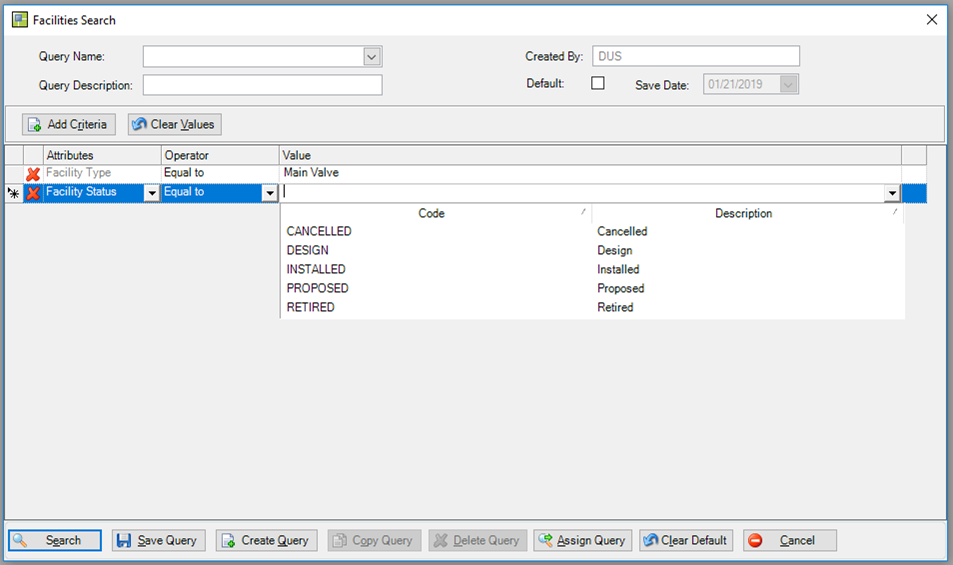 Facilities Search
Query Name:
Created By: DUS
Query Description:
Default:
Save Date: 01/21/2019
Add Criteria Clear Values
Attributes Operator Value
Facility Type Equal to Main Valve
Facility Status Equal to
Code Description
CANCELLED Cancelled
DESIGN Design
INSTALLED Installed
PROPOSED Proposed
RETIRED Retired
Search Save Query Create Query Copy Query Delete Query Assign Query Clear Default Cancel